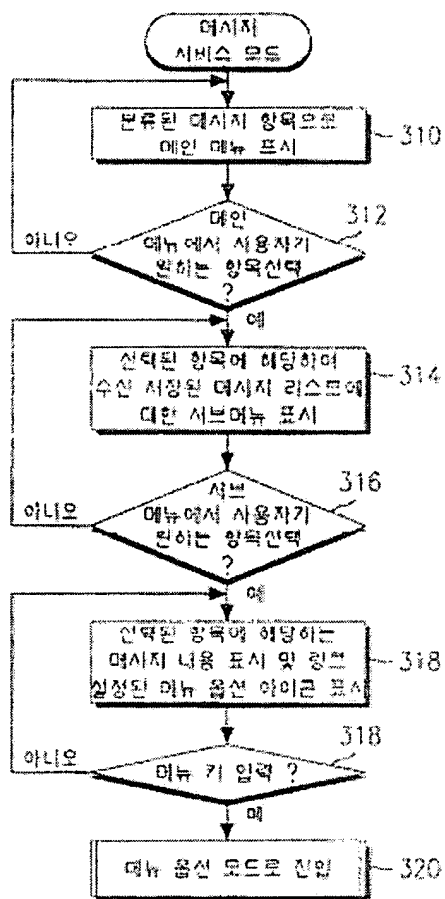 메시지
서비스 모드
분류된 메시지 항목으로
메인 메뉴 표시
310
312
메인
메뉴에서 사용자가
원하는 항목선택
?
아니오
예
선택된 항목에 해당하여
수신 저장된 메시지 리스트에
대한 서브메뉴 표시
314
316
서브
메뉴에서 사용자가
원하는 항목선택
?
아니오
예
선택된 항목에 해당하는
메시지 내용 표시 및 링크
설정된 메뉴 옵션 아이콘 표시
318
318
메뉴 키 입력 ?
아니오
예
메뉴 옵션 모드로 진입
320